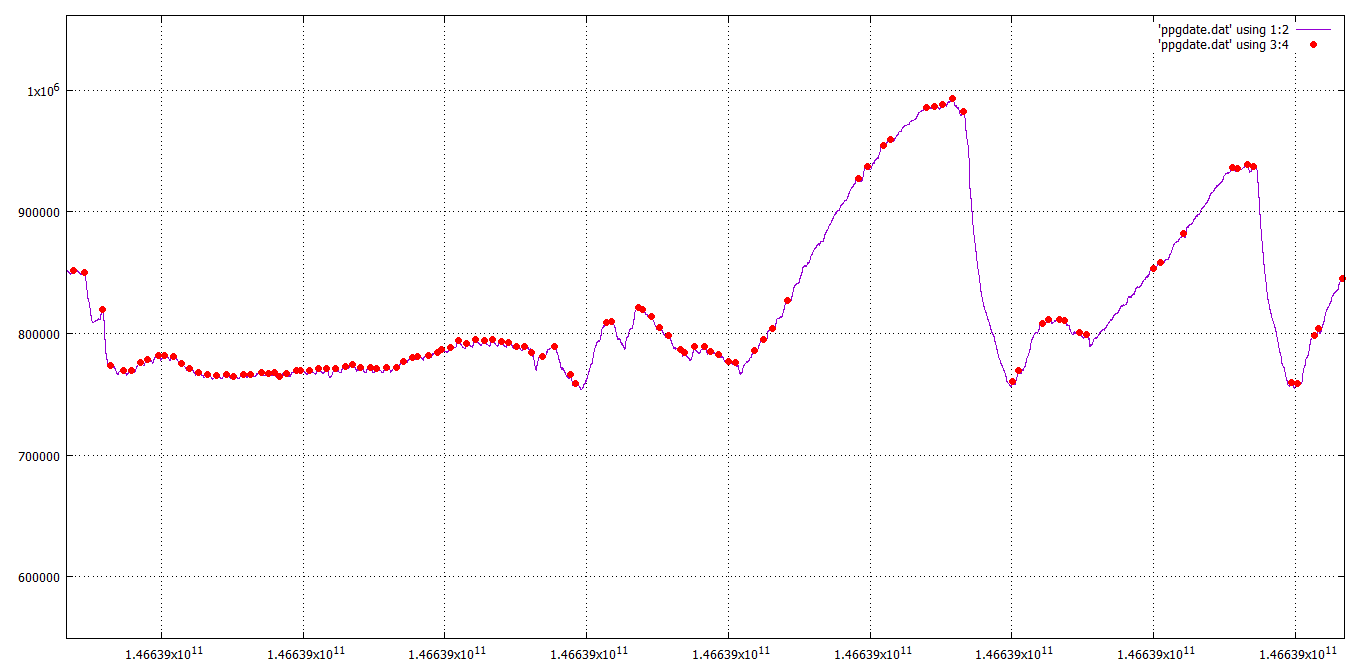 'ppgdate.dat' using 1:2
'ppgdate.dat' using 3:4
1x10⁶
900000
800000
700000
600000
1.46639x10¹¹ 1.46639x10¹¹ 1.46639x10¹¹ 1.46639x10¹¹ 1.46639x10¹¹ 1.46639x10¹¹ 1.46639x10¹¹ 1.46639x10¹¹ 1.46639x10¹¹